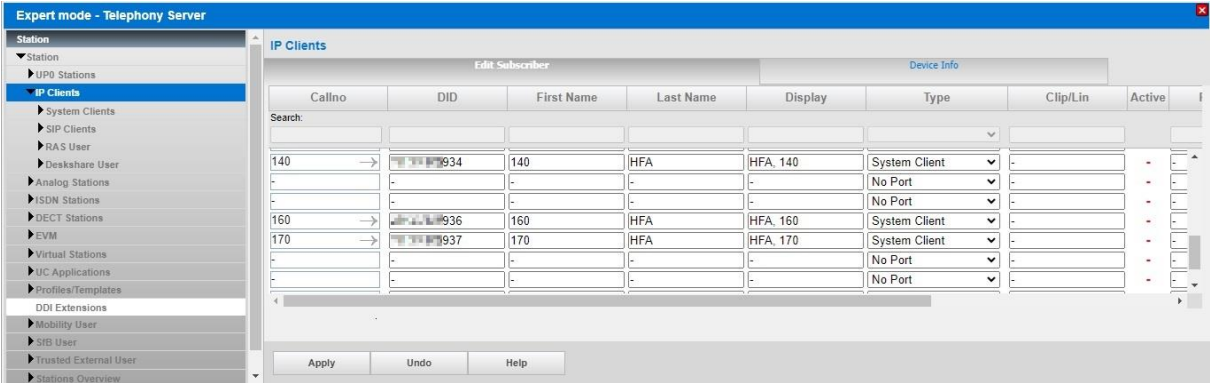 Expert mode - Telephony Server
Station
Station
UP0 Stations
IP Clients
System Clients
SIP Clients
RAS User
Deskshare User
Analog Stations
ISDN Stations
DECT Stations
EVM
Virtual Stations
UC Applications
Profiles/Templates
DDI Extensions
Mobility User
SfB User
Trusted External User
Stations Overview
IP Clients
Edit Subscriber Device Info
Callno DID First Name Last Name Display Type Clip/Lin Active
Search:
140 934 140 HFA HFA, 140 System Client - - -
- - - - - No Port - - -
- - - - - No Port - - -
160 936 160 HFA HFA, 160 System Client - - -
170 937 170 HFA HFA, 170 System Client - - -
- - - - - No Port - - -
- - - - - No Port - - -
Apply Undo Help